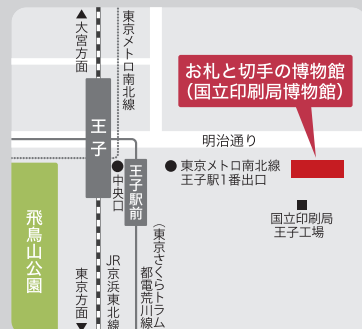 ▲大宮方面
東京メトロ南北線
お札と切手の博物館
(国立印刷局博物館)
王子
明治通り
中央口
王子駅前
東京メトロ南北線
王子駅1番出口
国立印刷局
王子工場
飛鳥山公園
東京方面▼
JR京浜東北線
都電荒川線
(東京さくらトラム